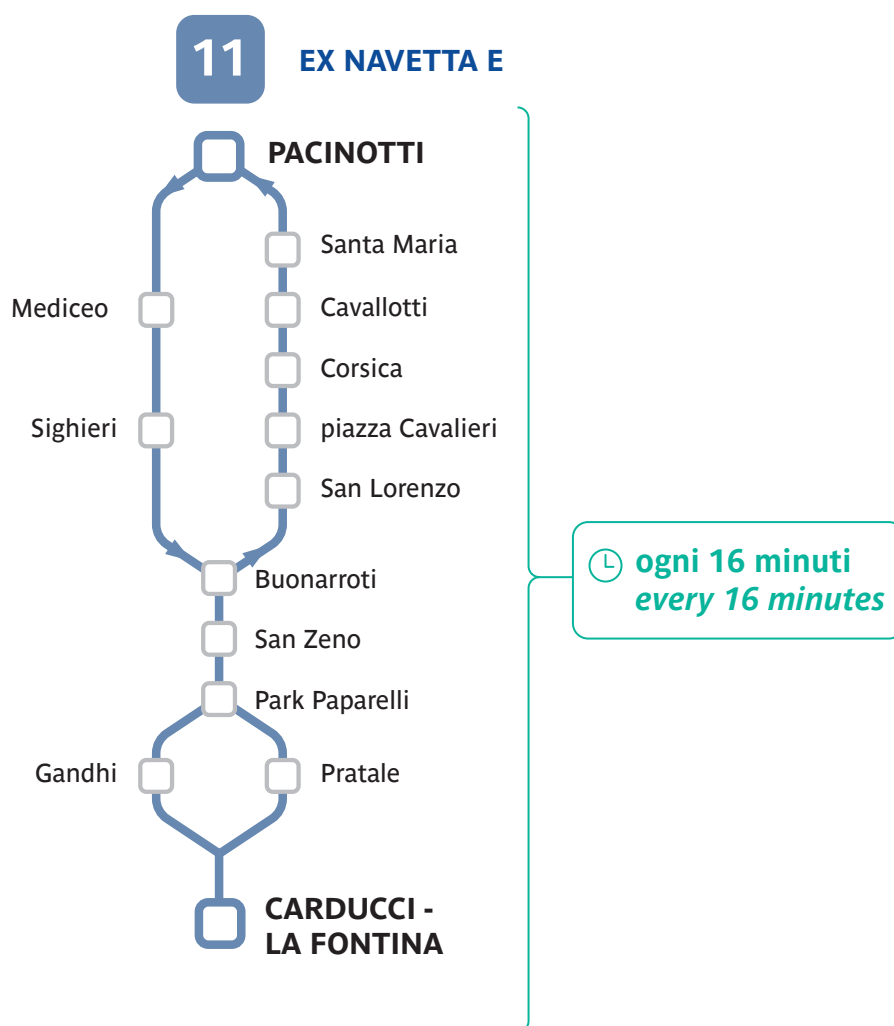 11
EX NAVETTA E
PACINOTTI
Santa Maria
Mediceo
Cavallotti
Corsica
Sighieri
piazza Cavalieri
San Lorenzo
ogni 16 minuti
every 16 minutes
Buonarroti
San Zeno
Park Paparelli
Gandhi
Pratale
CARDUCCI -
LA FONTINA